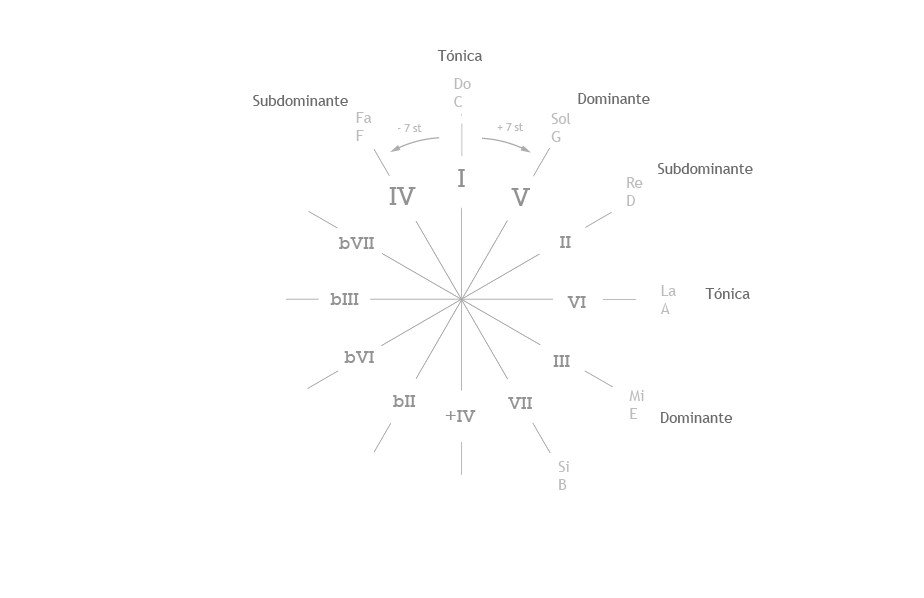 Tónica
Do
C
Subdominante
Dominante
Fa
F
- 7 st
+ 7 st
Sol
G
I
IV
V
Subdominante
Re
D
bVII
II
bIII
VI
La
A
Tónica
bVI
III
bII
+IV
VII
Mi
E
Dominante
Si
B